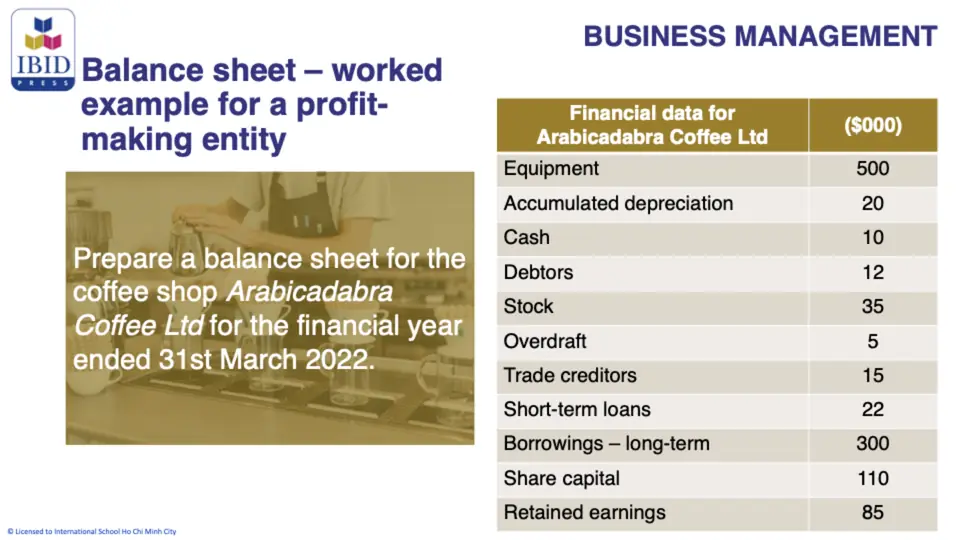 IBID
PRESS
BUSINESS MANAGEMENT
Balance sheet – worked
example for a profit-
making entity
Prepare a balance sheet for the
coffee shop Arabicadabra
Coffee Ltd for the financial year
ended 31st March 2022.
Financial data for
Arabicadabra Coffee Ltd
($000)
Equipment 500
Accumulated depreciation 20
Cash 10
Debtors 12
Stock 35
Overdraft 5
Trade creditors 15
Short-term loans 22
Borrowings – long-term 300
Share capital 110
Retained earnings 85
© Licensed to International School Ho Chi Minh City